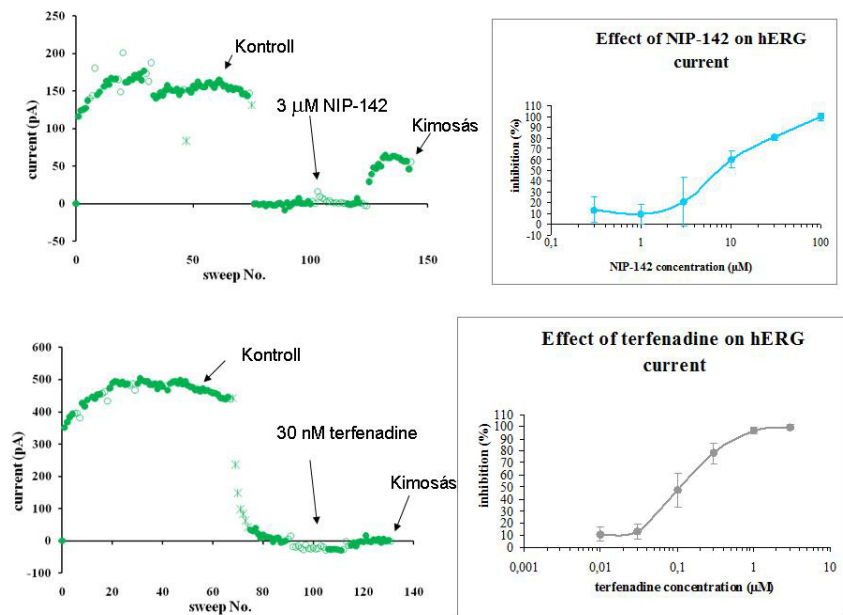 300
250
200
150
100
50
0
-50
current (pA)
Kontroll
3 µM NIP-142
Kimosás
0 50 100 150
sweep No.
Effect of NIP-142 on hERG
current
110
100
90
80
70
60
50
40
30
20
10
0
-10
inhibition (%)
0,1 1 10 100
NIP-142 concentration (µM)
600
500
400
300
200
100
0
-100
current (pA)
Kontroll
30 nM terfenadine
Kimosás
0 20 40 60 80 100 120 140
sweep No.
Effect of terfenadine on hERG
current
110
100
90
80
70
60
50
40
30
20
10
0
inhibition (%)
0,001 0,01 0,1 1 10
terfenadine concentration (µM)